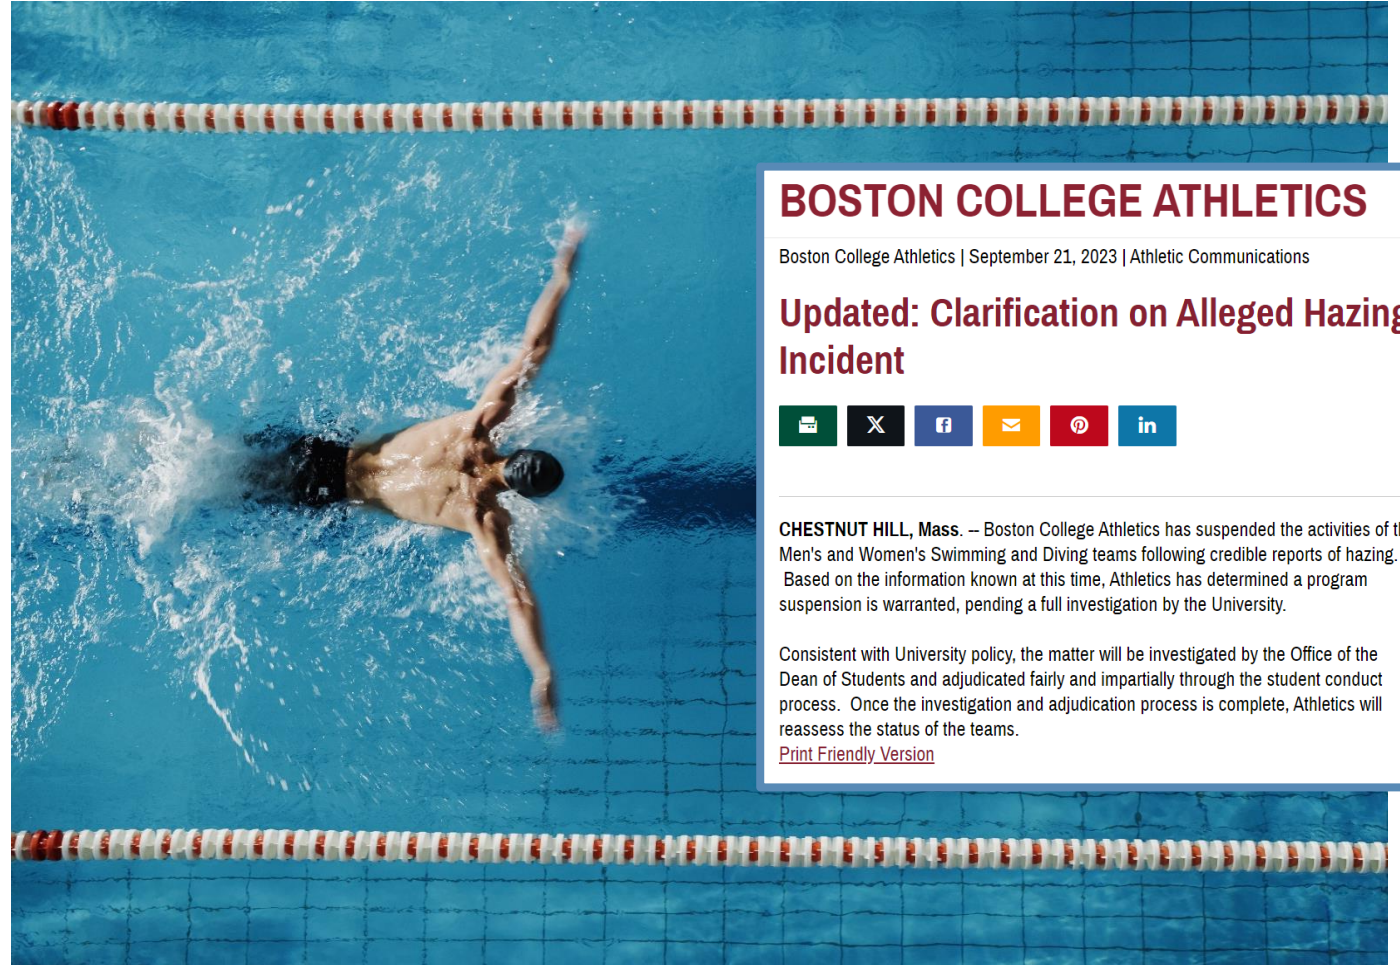 BOSTON COLLEGE ATHLETICS
Boston College Athletics | September 21, 2023 | Athletic Communications
Updated: Clarification on Alleged Hazing
Incident
CHESTNUT HILL, Mass. -- Boston College Athletics has suspended the activities of
Men's and Women's Swimming and Diving teams following credible reports of hazing.
Based on the information known at this time, Athletics has determined a program
suspension is warranted, pending a full investigation by the University.
Consistent with University policy, the matter will be investigated by the Office of the
Dean of Students and adjudicated fairly and impartially through the student conduct
process.  Once the investigation and adjudication process is complete, Athletics will
reassess the status of the teams.
Print Friendly Version